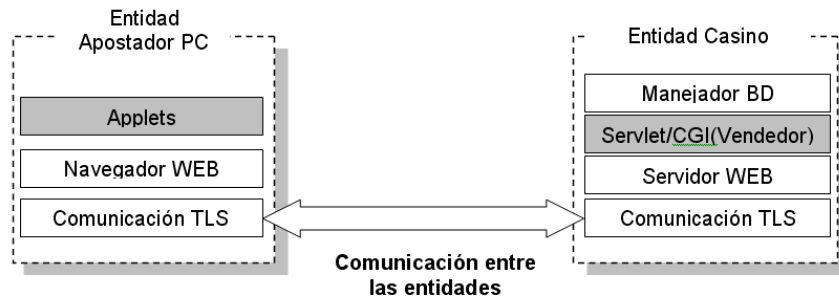 Entidad
Apostador PC
Applets
Navegador WEB
Comunicación TLS
Entidad Casino
Manejador BD
Servlet/CGI(Vendedor)
Servidor WEB
Comunicación TLS
Comunicación entre
las entidades